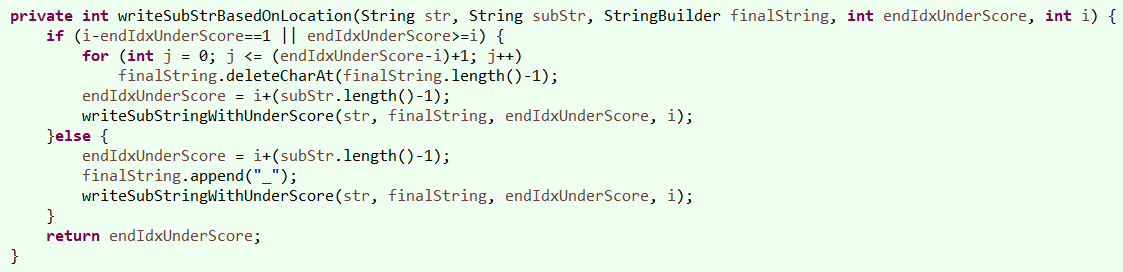 private int writeSubStrBasedOnLocation(String str, String subStr, StringBuilder finalString, int endIdxUnderScore, int i) {
    if (i-endIdxUnderScore==1 || endIdxUnderScore>=i) {
        for (int j = 0; j <= (endIdxUnderScore-i)+1; j++)
            finalString.deleteCharAt(finalString.length()-1);
        endIdxUnderScore = i+(subStr.length()-1);
        writeSubStringWithUnderScore(str, finalString, endIdxUnderScore, i);
    }else {
        endIdxUnderScore = i+(subStr.length()-1);
        finalString.append("_");
        writeSubStringWithUnderScore(str, finalString, endIdxUnderScore, i);
    }
    return endIdxUnderScore;
}